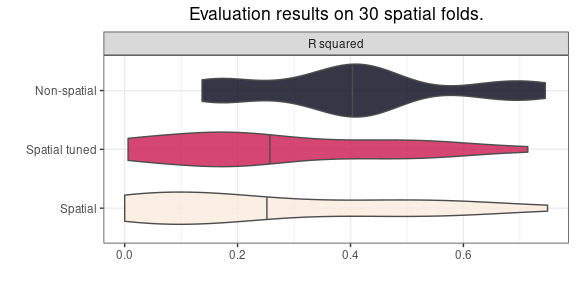 Evaluation results on 30 spatial folds.
R squared
Non-spatial
Spatial tuned
Spatial
0.0 0.2 0.4 0.6